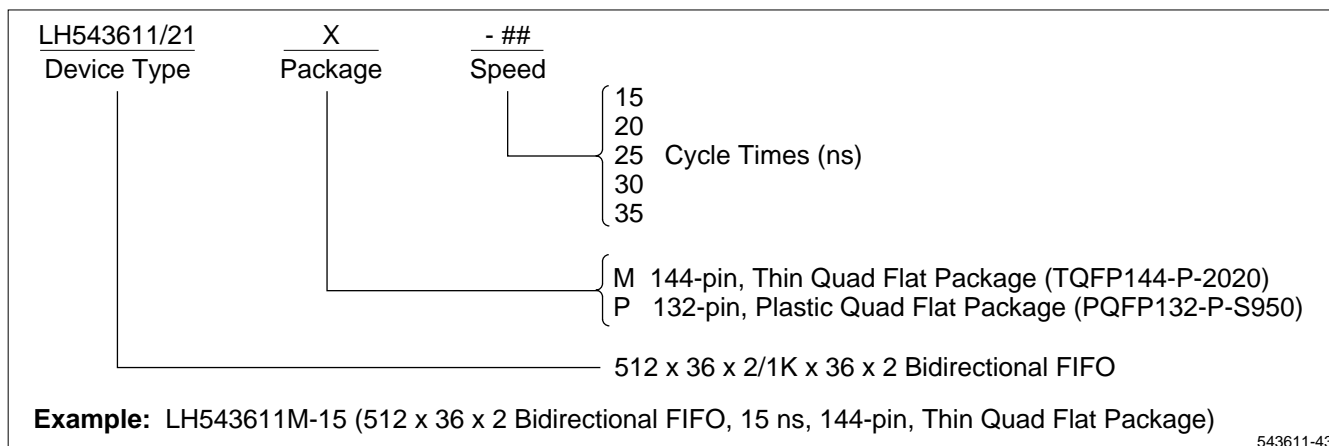 LH543611/21 X - ##
Device Type Package Speed
15
20
25 Cycle Times (ns)
30
35
M 144-pin, Thin Quad Flat Package (TQFP144-P-2020)
P 132-pin, Plastic Quad Flat Package (PQFP132-P-S950)
512 x 36 x 2/1K x 36 x 2 Bidirectional FIFO
Example: LH543611M-15 (512 x 36 x 2 Bidirectional FIFO, 15 ns, 144-pin, Thin Quad Flat Package)
543611-43